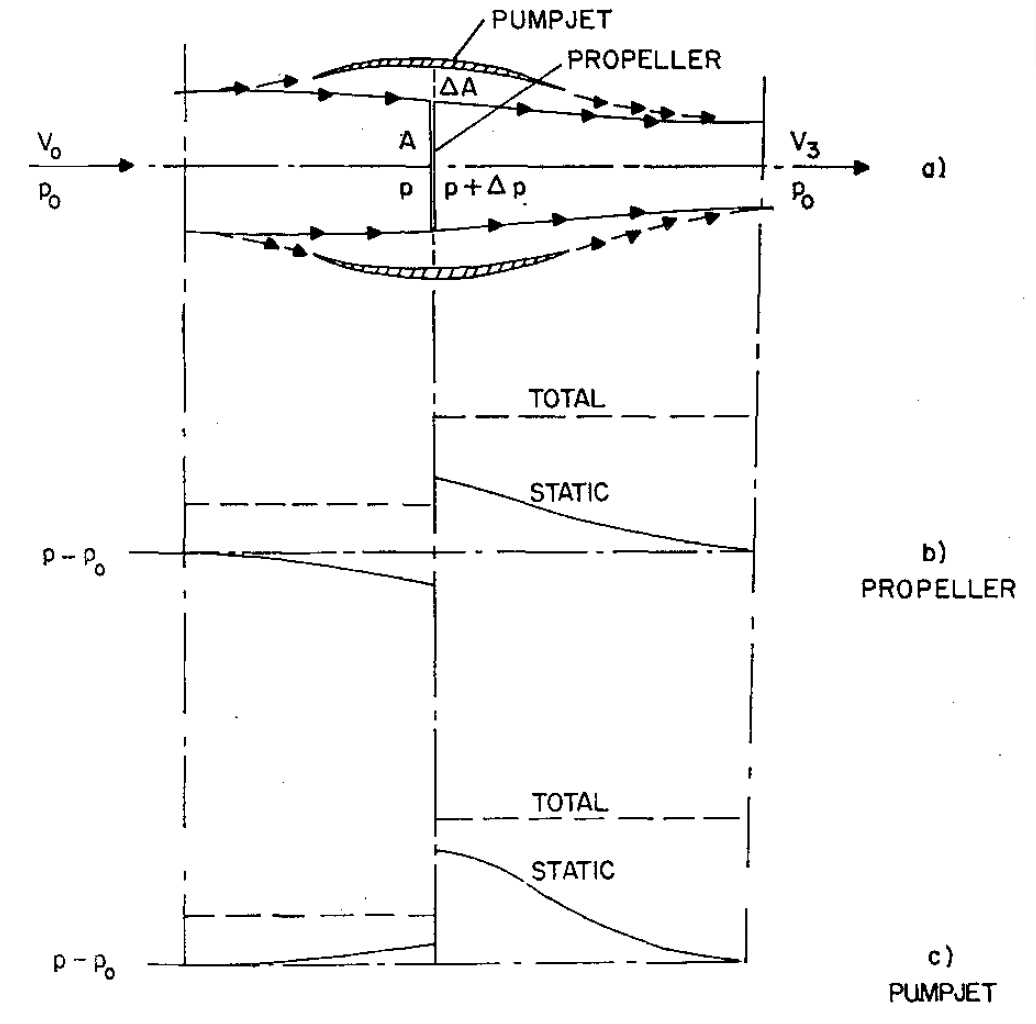 PUMPJET
PROPELLER
ΔA
A
V₀
V₃
a)
p₀
p
p + Δp
p₀
TOTAL
STATIC
p – p₀
b)
PROPELLER
TOTAL
STATIC
p – p₀
c)
PUMPJET